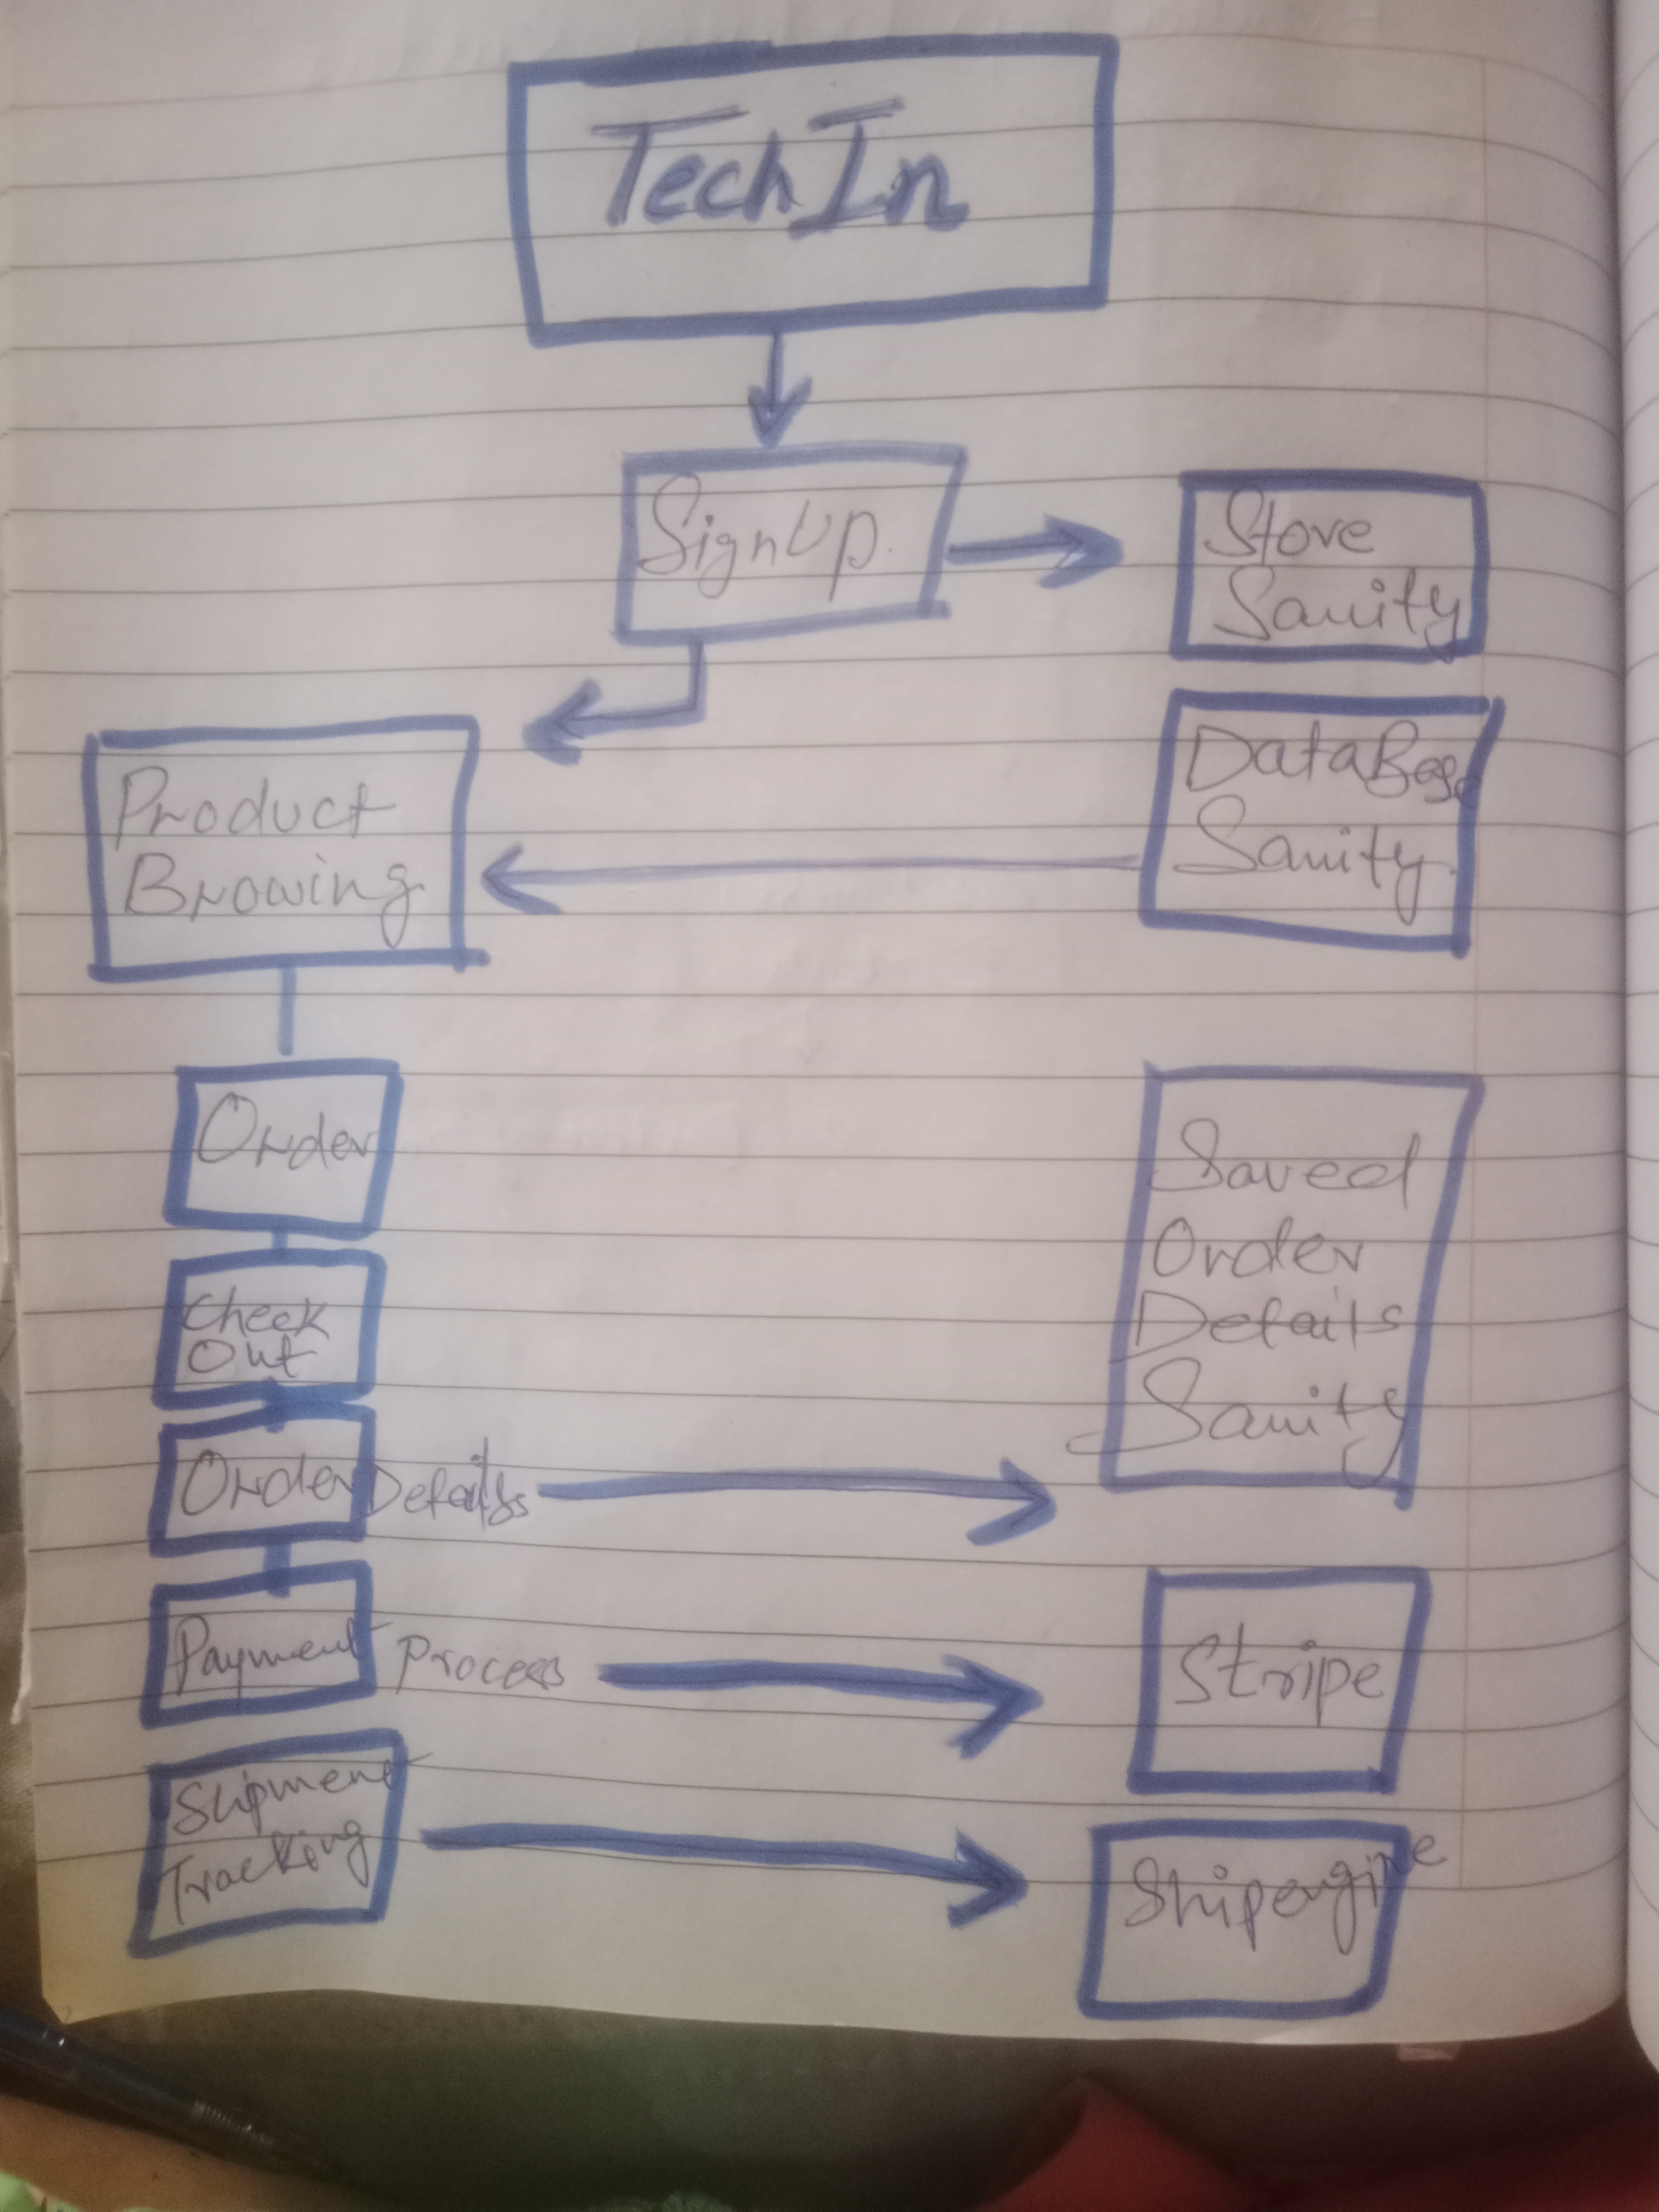 TechIn
SignUp.
Store
Sanity
Product
Browing
DataBase
Sanity
Order
Check
Out
Order Details
Saved
Order
Details
Sanity
Payment Process
Stripe
Shipment
Tracking
Shipengine